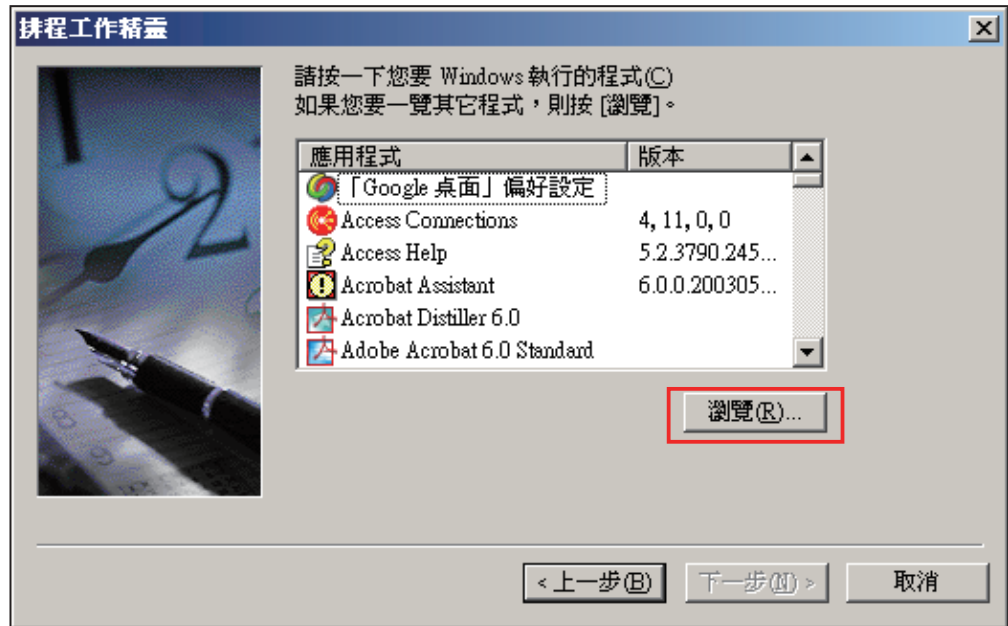 排程工作精靈
請按一下您要 Windows 執行的程式(C)
如果您要一覽其它程式，則按 [瀏覽]。
應用程式 版本
「Google 桌面」偏好設定
Access Connections 4, 11, 0, 0
Access Help 5.2.3790.245...
Acrobat Assistant 6.0.0.200305...
Acrobat Distiller 6.0
Adobe Acrobat 6.0 Standard
瀏覽(R)...
< 上一步(B) 下一步(N) > 取消